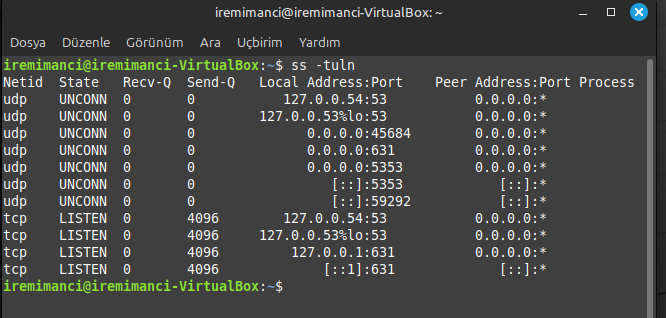 iremimanci@iremimanci-VirtualBox: ~
Dosya Düzenle Görünüm Ara Uçbirim Yardım
iremimanci@iremimanci-VirtualBox:~$ ss -tuln
Netid State Recv-Q Send-Q Local Address:Port Peer Address:Port Process
udp UNCONN 0 0 127.0.0.54:53 0.0.0.0:*
udp UNCONN 0 0 127.0.0.53%lo:53 0.0.0.0:*
udp UNCONN 0 0 0.0.0.0:45684 0.0.0.0:*
udp UNCONN 0 0 0.0.0.0:631 0.0.0.0:*
udp UNCONN 0 0 0.0.0.0:5353 0.0.0.0:*
udp UNCONN 0 0 [::]:5353 [::]:*
udp UNCONN 0 0 [::]:59292 [::]:*
tcp LISTEN 0 4096 127.0.0.54:53 0.0.0.0:*
tcp LISTEN 0 4096 127.0.0.53%lo:53 0.0.0.0:*
tcp LISTEN 0 4096 127.0.0.1:631 0.0.0.0:*
tcp LISTEN 0 4096 [::1]:631 [::]:*
iremimanci@iremimanci-VirtualBox:~$